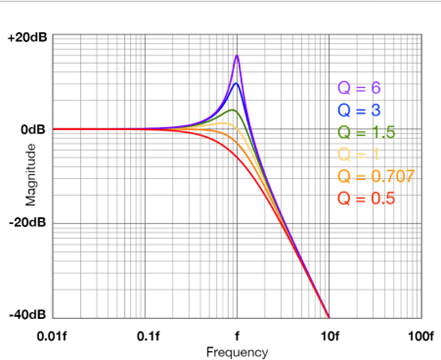 +20dB
0dB
-20dB
-40dB
Magnitude
Q = 6
Q = 3
Q = 1.5
Q = 1
Q = 0.707
Q = 0.5
0.01f 0.1f f 10f 100f
Frequency